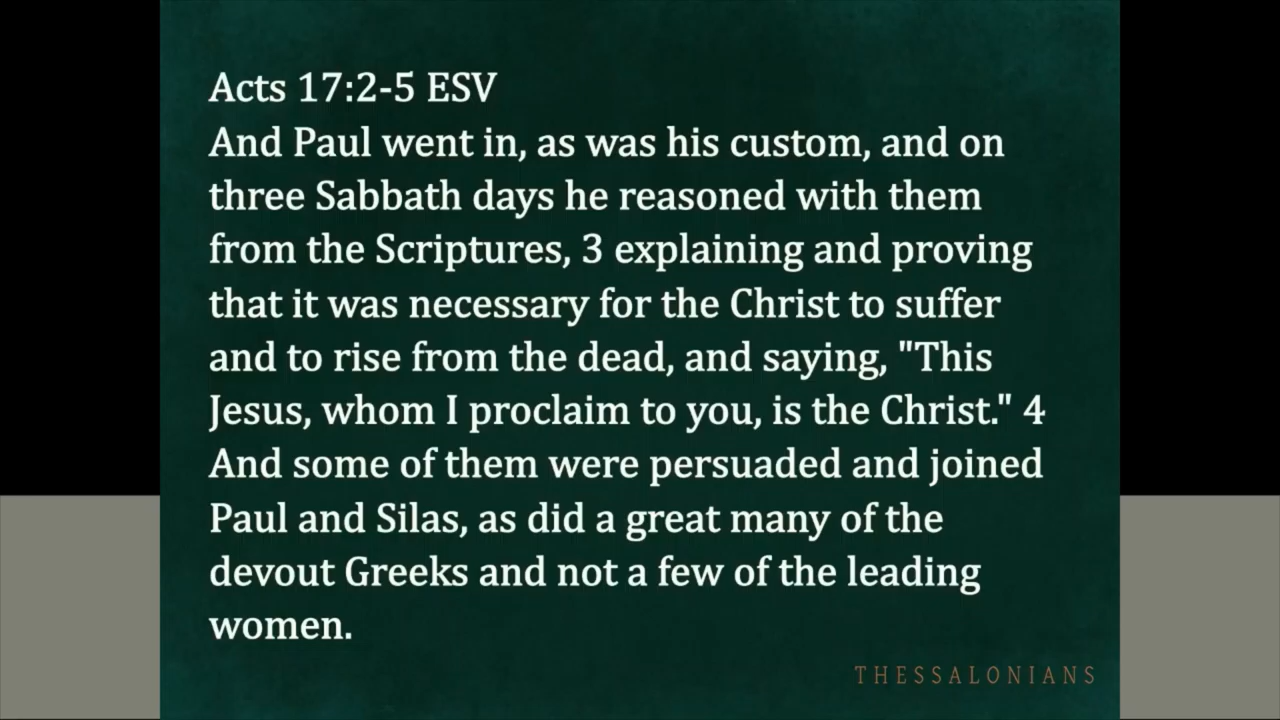 Acts 17:2-5 ESV
And Paul went in, as was his custom, and on
three Sabbath days he reasoned with them
from the Scriptures, 3 explaining and proving
that it was necessary for the Christ to suffer
and to rise from the dead, and saying, "This
Jesus, whom I proclaim to you, is the Christ." 4
And some of them were persuaded and joined
Paul and Silas, as did a great many of the
devout Greeks and not a few of the leading
women.
THESSALONIANS